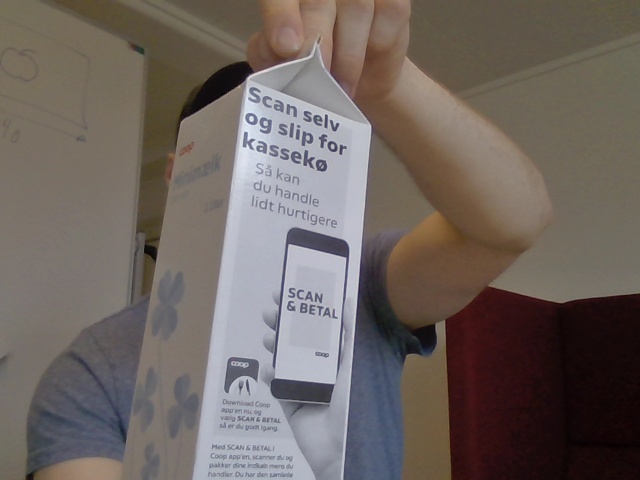 Scan selv
og slip for
kassekø
Så kan
du handle
lidt hurtigere
SCAN
& BETAL
coop
coop
Download Coop
app'en nu og
vælg SCAN & BETAL
så er du godt igang.
Med SCAN & BETAL i
Coop app'en, scanner du og
pakker dine indkøb mens du
handler. Du har den samlede
coop
Minimælk